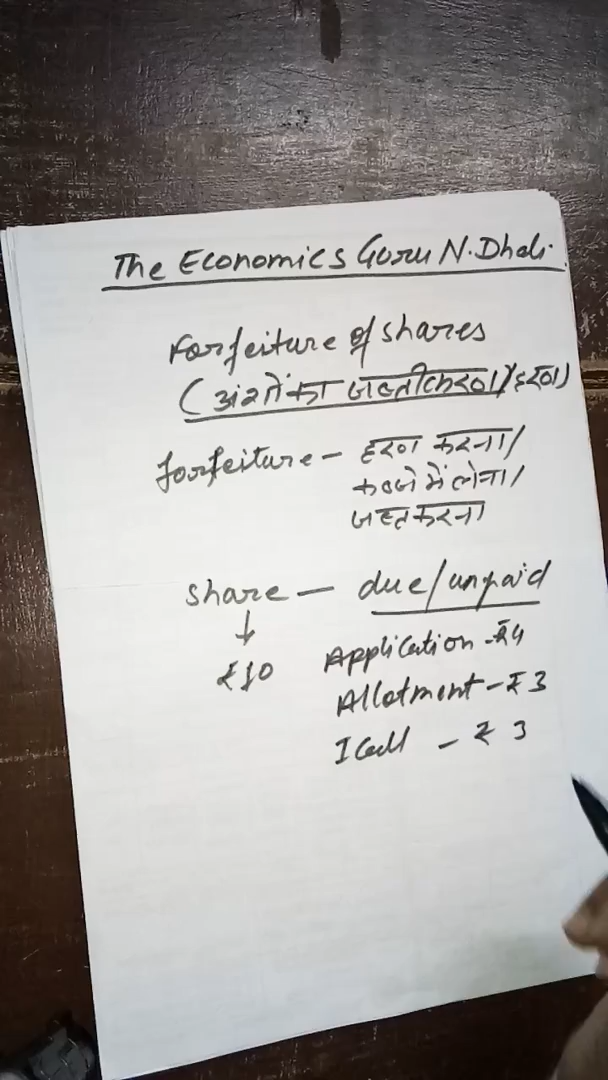 The Economics Guru N. Dhali.
Forfeiture of shares
(अंशों का जब्तीकरण/हरण)
forfeiture - हरण करना/
कब्जे में लेना/
जब्त करना
share - due/unpaid
↓
₹10
Application - ₹4
Allotment - ₹3
I Call - ₹ 3